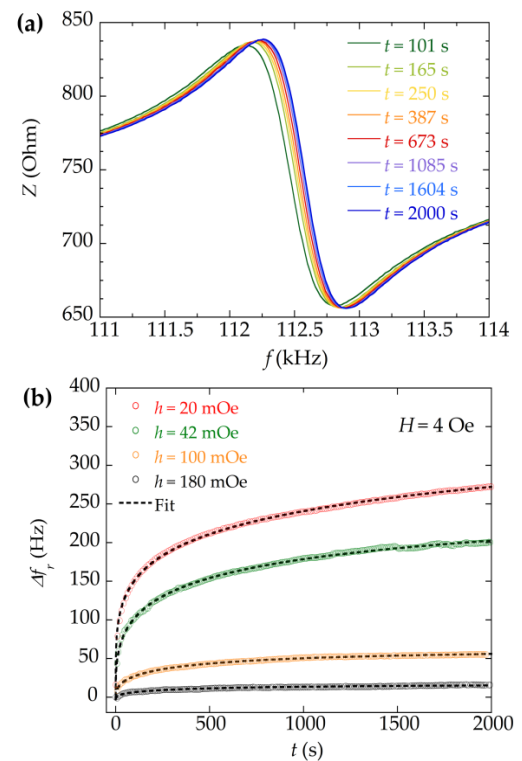 (a)
850
800
750
700
650
Z (Ohm)
t = 101 s
t = 165 s
t = 250 s
t = 387 s
t = 673 s
t = 1085 s
t = 1604 s
t = 2000 s
111 111.5 112 112.5 113 113.5 114
f (kHz)
(b)
400
350
300
250
200
150
100
50
0
Δfr (Hz)
h = 20 mOe
h = 42 mOe
h = 100 mOe
h = 180 mOe
Fit
H = 4 Oe
0 500 1000 1500 2000
t (s)